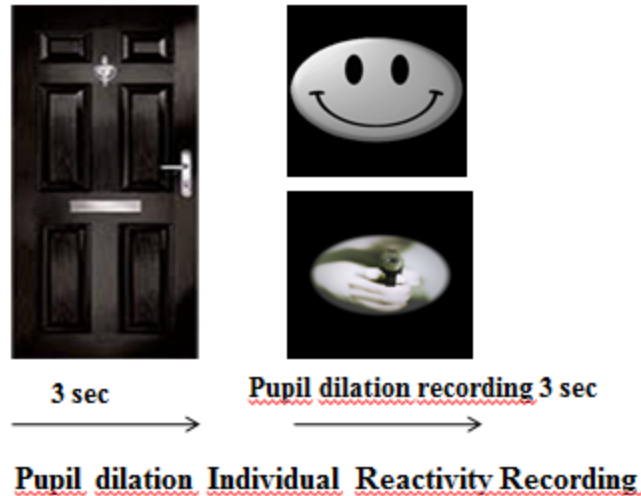 3 sec
Pupil dilation recording 3 sec
Pupil dilation Individual Reactivity Recording